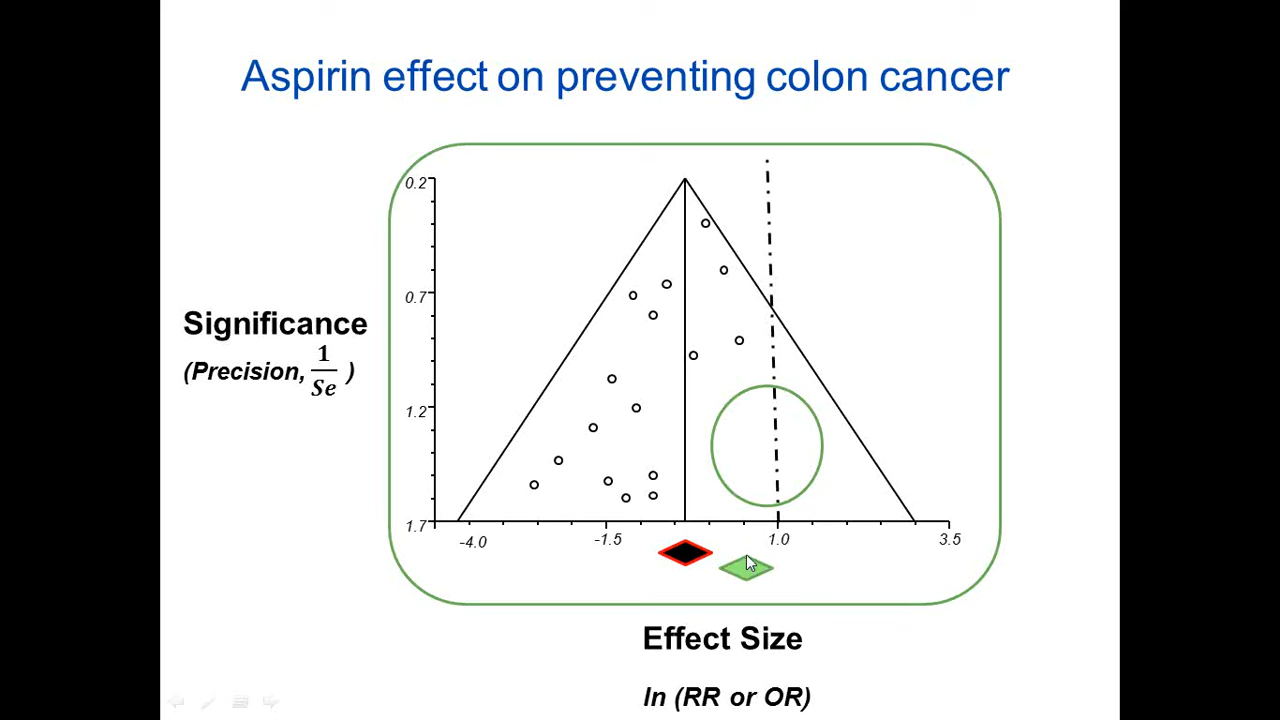 Aspirin effect on preventing colon cancer
0.2
0.7
Significance
(Precision, 1/Se )
1.2
1.7
-4.0
-1.5
1.0
3.5
Effect Size
ln (RR or OR)